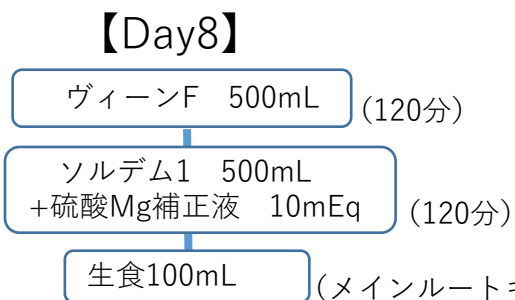 【Day8】
ヴィーンF 500mL
(120分)
ソルデム1 500mL
+硫酸Mg補正液 10mEq
(120分)
生食100mL
(メインルートキ